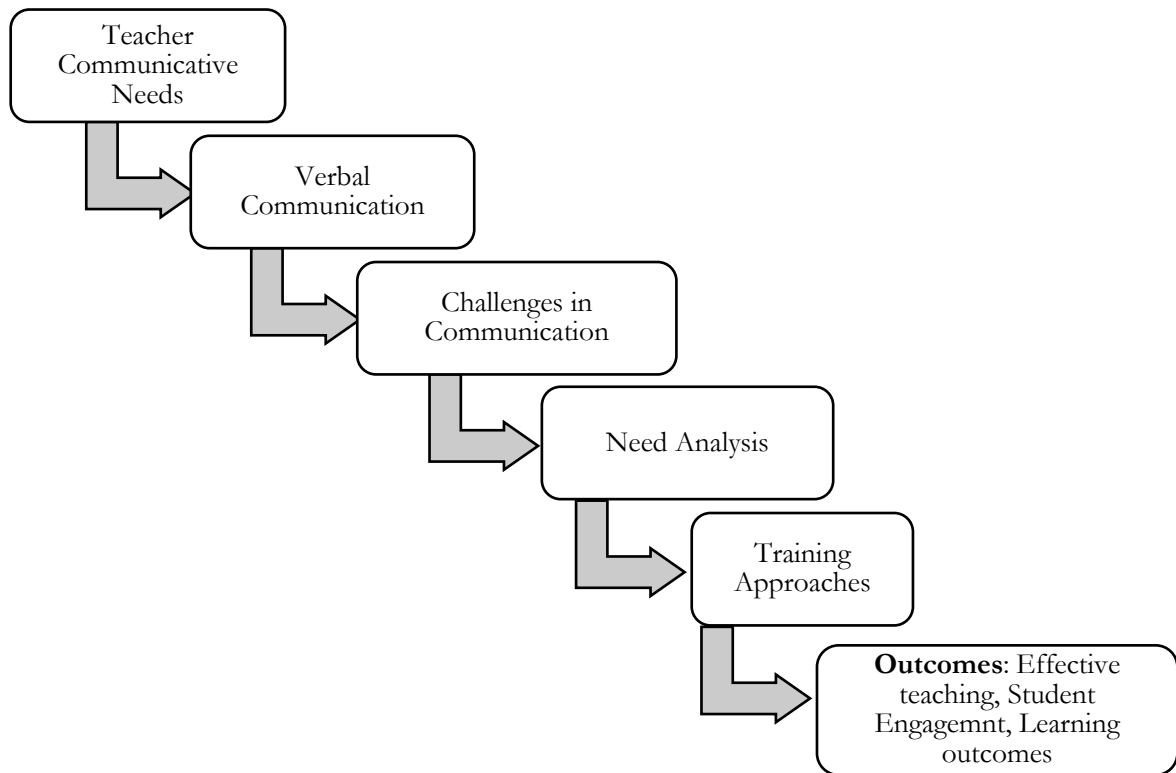 Teacher
Communicative
Needs
Verbal
Communication
Challenges in
Communication
Need Analysis
Training
Approaches
Outcomes: Effective
teaching, Student
Engagemnt, Learning
outcomes